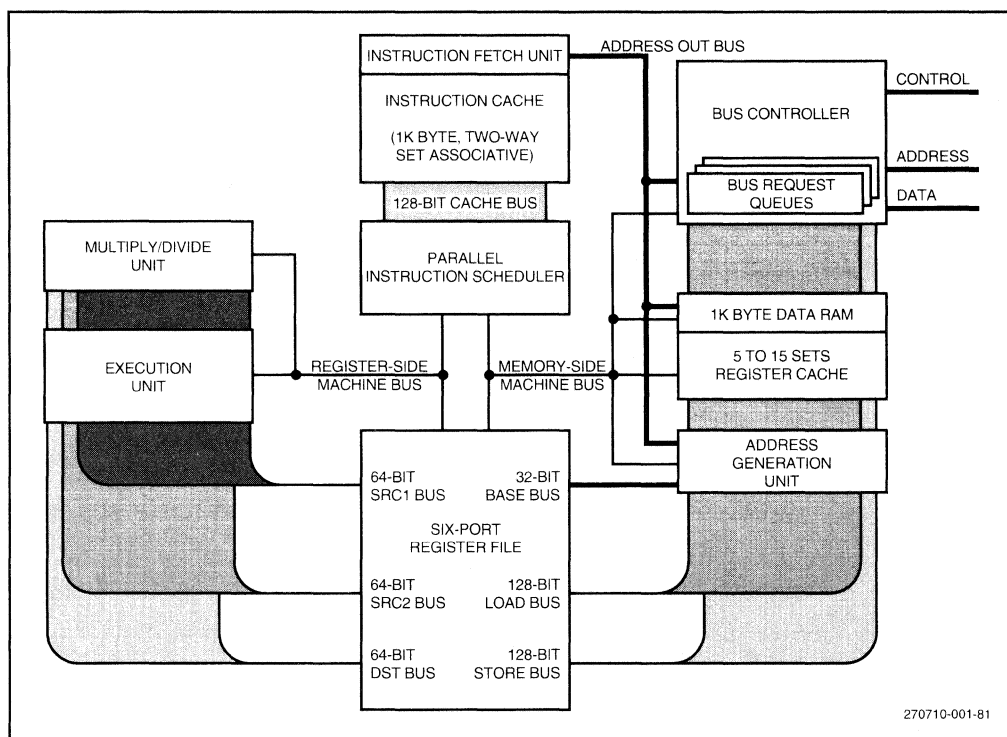 INSTRUCTION FETCH UNIT
ADDRESS OUT BUS
INSTRUCTION CACHE
(1K BYTE, TWO-WAY
SET ASSOCIATIVE)
128-BIT CACHE BUS
PARALLEL
INSTRUCTION SCHEDULER
BUS CONTROLLER
BUS REQUEST
QUEUES
CONTROL
ADDRESS
DATA
MULTIPLY/DIVIDE
UNIT
EXECUTION
UNIT
REGISTER-SIDE
MACHINE BUS
MEMORY-SIDE
MACHINE BUS
1K BYTE DATA RAM
5 TO 15 SETS
REGISTER CACHE
ADDRESS
GENERATION
UNIT
64-BIT
SRC1 BUS
32-BIT
BASE BUS
SIX-PORT
REGISTER FILE
64-BIT
SRC2 BUS
128-BIT
LOAD BUS
64-BIT
DST BUS
128-BIT
STORE BUS
270710-001-81